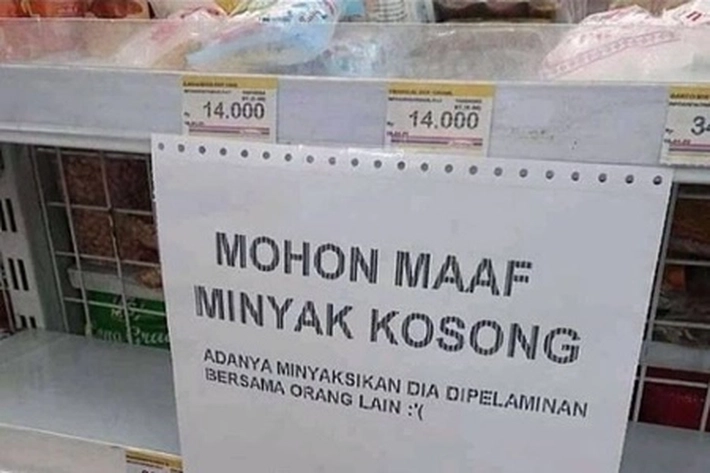 14.000
14.000
MOHON MAAF
MINYAK KOSONG
ADANYA MINYAKSIKAN DIA DIPELAMINAN
BERSAMA ORANG LAIN :'(